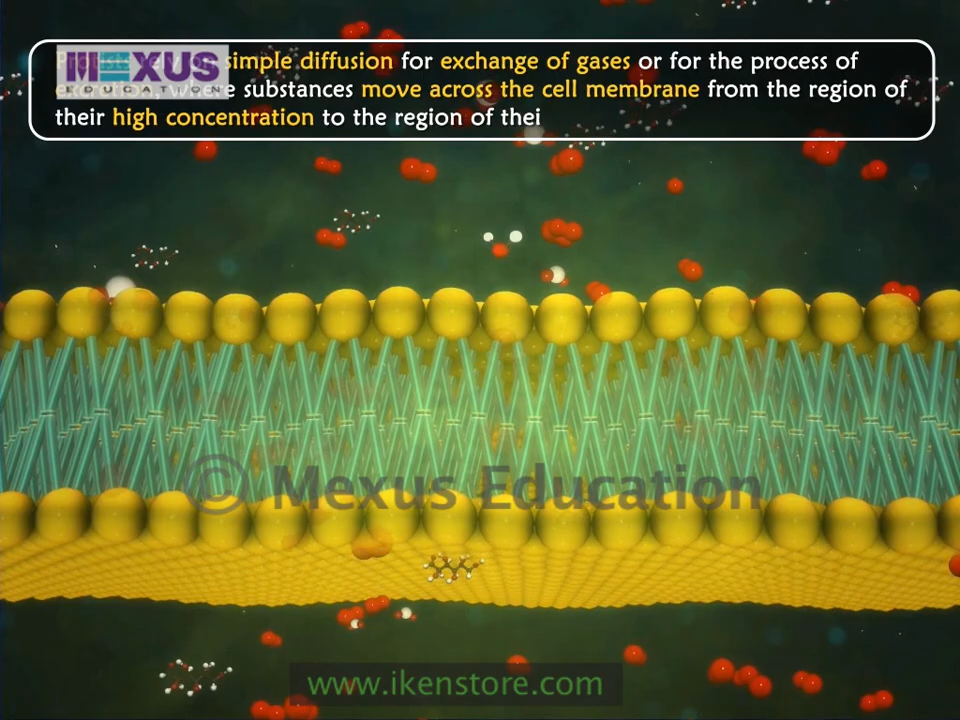 MEXUS
EDUCATION
simple diffusion for exchange of gases or for the process of
substances move across the cell membrane from the region of
their high concentration to the region of thei
© Mexus Education
www.ikenstore.com